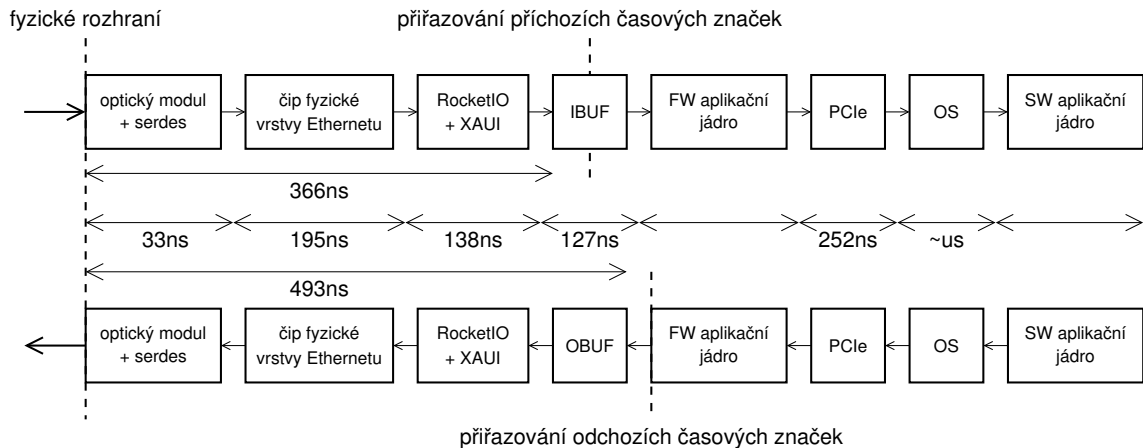 fyzické rozhraní
přiřazování příchozích časových značek
optický modul
+ serdes
čip fyzické
vrstvy Ethernetu
RocketIO
+ XAUI
IBUF
FW aplikační
jádro
PCIe
OS
SW aplikační
jádro
366ns
33ns
195ns
138ns
127ns
252ns
~us
493ns
optický modul
+ serdes
čip fyzické
vrstvy Ethernetu
RocketIO
+ XAUI
OBUF
FW aplikační
jádro
PCIe
OS
SW aplikační
jádro
přiřazování odchozích časových značek